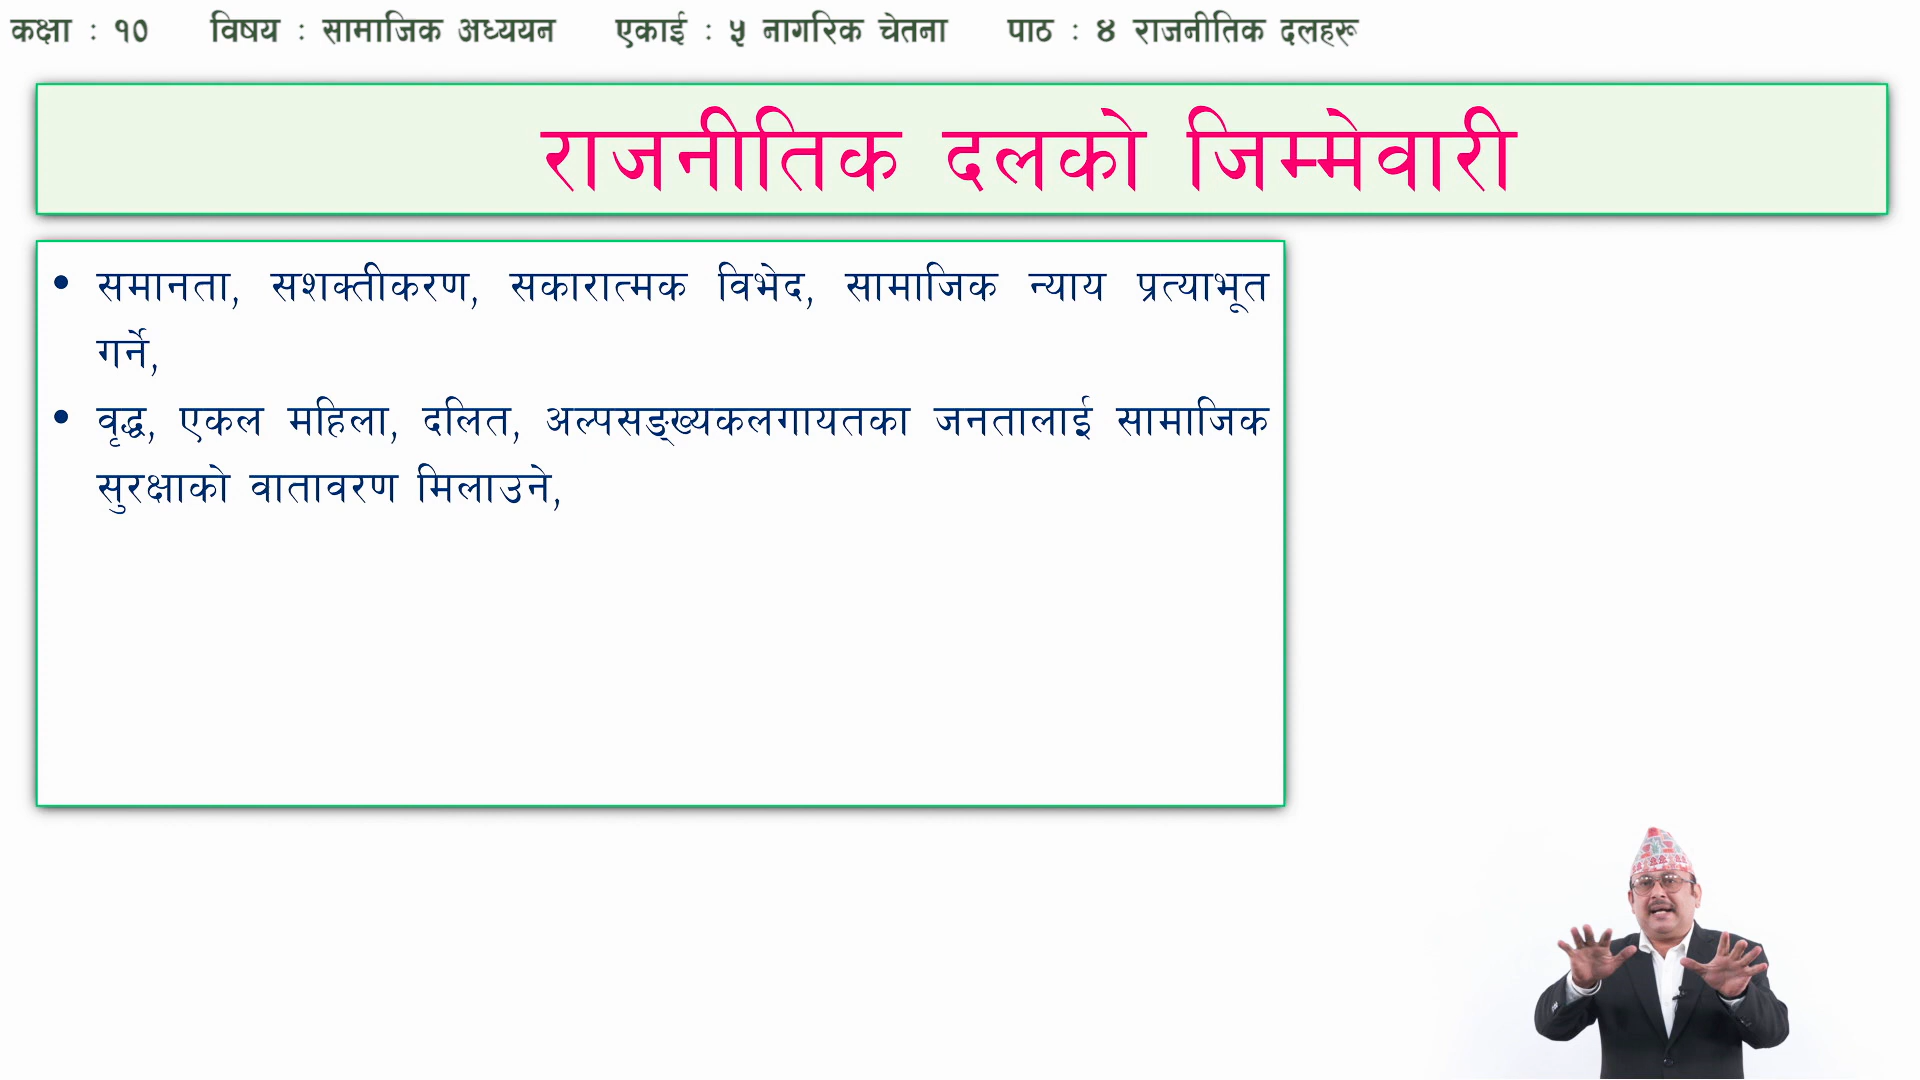 कक्षा : १० विषय : सामाजिक अध्ययन एकाई : ५ नागरिक चेतना पाठ : ४ राजनीतिक दलहरू
राजनीतिक दलको जिम्मेवारी
• समानता, सशक्तीकरण, सकारात्मक विभेद, सामाजिक न्याय प्रत्याभूत
गर्ने,
• वृद्ध, एकल महिला, दलित, अल्पसङ्ख्यकलगायतका जनतालाई सामाजिक
सुरक्षाको वातावरण मिलाउने,